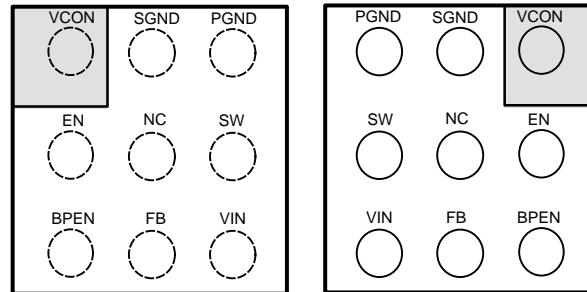 VCON SGND PGND PGND SGND VCON
EN NC SW SW NC EN
BPEN FB VIN VIN FB BPEN